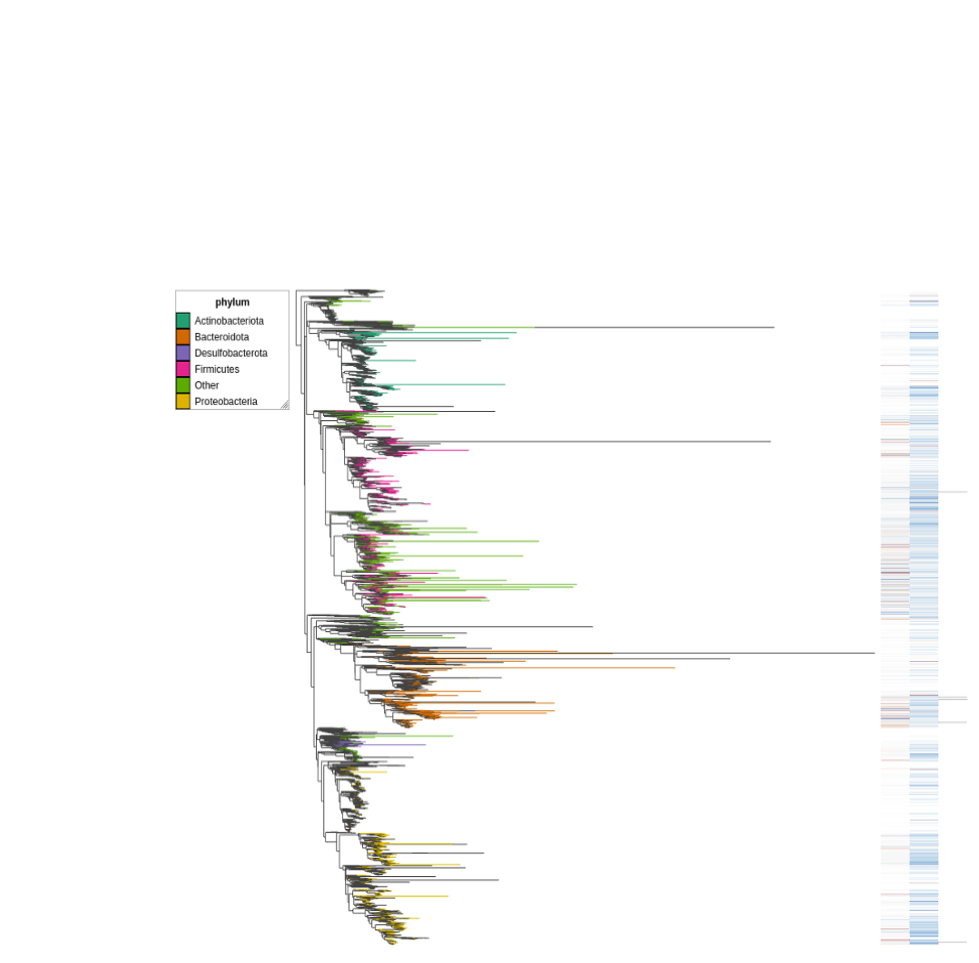 phylum
Actinobacteriota
Bacteroidota
Desulfobacterota
Firmicutes
Other
Proteobacteria